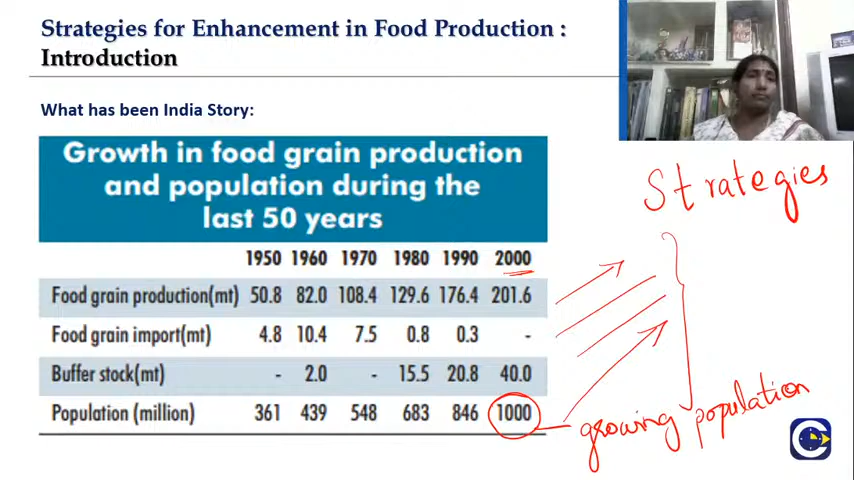 Strategies for Enhancement in Food Production :
Introduction
What has been India Story:
Growth in food grain production
and population during the
last 50 years
1950 1960 1970 1980 1990 2000
Food grain production(mt) 50.8 82.0 108.4 129.6 176.4 201.6
Food grain import(mt) 4.8 10.4 7.5 0.8 0.3 -
Buffer stock(mt) - 2.0 - 15.5 20.8 40.0
Population (million) 361 439 548 683 846 1000
Strategies
growing population